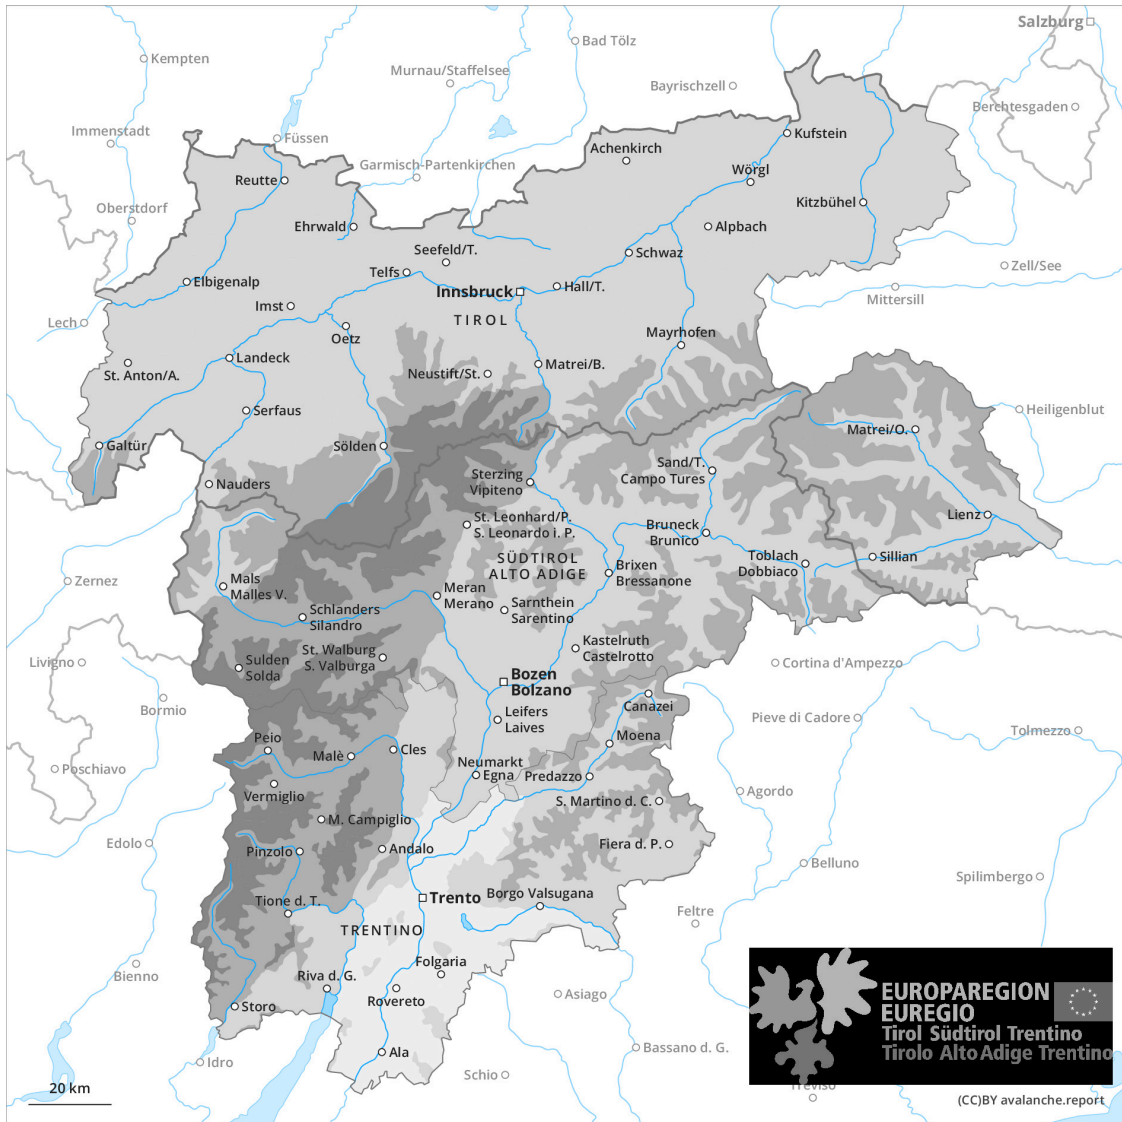 Salzburg
Bad Tölz
Kempten
Murnau/Staffelsee
Bayrischzell
Berchtesgaden
Immenstadt
Füssen
Kufstein
Achenkirch
Garmisch-Partenkirchen
Wörgl
Reutte
Kitzbühel
Oberstdorf
Ehrwald
Alpbach
Seefeld/T.
Schwaz
Zell/See
Telfs
Elbigenalp
Innsbruck
Hall/T.
Mittersill
Imst
Lech
TIROL
Oetz
Mayrhofen
Landeck
Matrei/B.
St. Anton/A.
Neustift/St.
Serfaus
Heiligenblut
Matrei/O.
Galtür
Sölden
Sand/T.
Campo Tures
Sterzing
Vipiteno
Nauders
Lienz
St. Leonhard/P.
S. Leonardo i. P.
Bruneck
Brunico
SÜDTIROL
ALTO ADIGE
Toblach
Dobbiaco
Sillian
Brixen
Bressanone
Zernez
Mals
Malles V.
Meran
Merano
Sarnthein
Sarentino
Schlanders
Silandro
Kastelruth
Castelrotto
St. Walburg
S. Valburga
Livigno
Sulden
Solda
Cortina d'Ampezzo
Bozen
Bolzano
Bormio
Canazei
Leifers
Laives
Pieve di Cadore
Tolmezzo
Moena
Peio
Malè
Cles
Neumarkt
Egna
Predazzo
Poschiavo
Vermiglio
Agordo
S. Martino d. C.
M. Campiglio
Edolo
Pinzolo
Andalo
Fiera d. P.
Belluno
Spilimbergo
Trento
Borgo Valsugana
Tione d. T.
Feltre
TRENTINO
Folgaria
Bienno
Riva d. G.
Rovereto
Asiago
Storo
EUROPAREGION
EUREGIO
Tirol Südtirol Trentino
Tirolo Alto Adige Trentino
Ala
Idro
Bassano d. G.
Schio
Treviso
20 km
(CC)BY avalanche.report